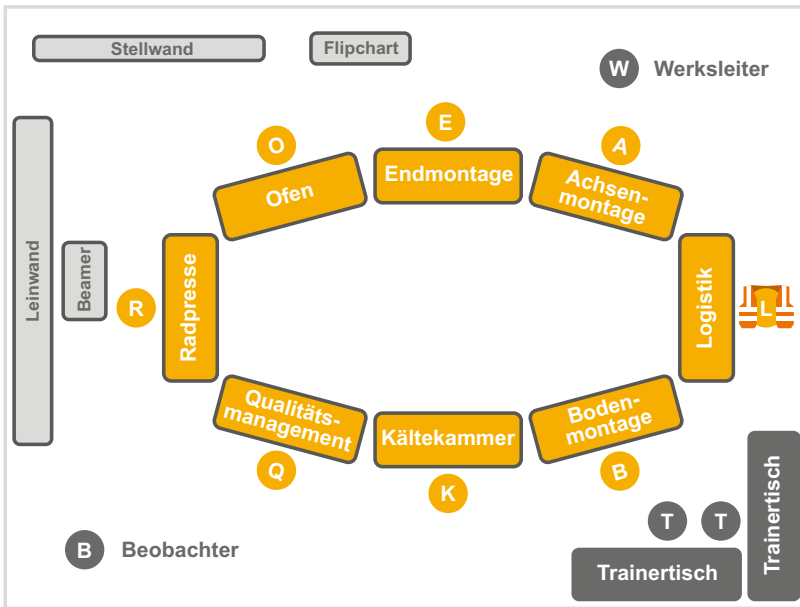 Stellwand
Flipchart
W Werksleiter
E
O
A
Endmontage
Ofen
Achsen-
montage
Leinwand
Beamer
R
Radpresse
Logistik
L
Qualitäts-
management
Kältekammer
Boden-
montage
Q
K
B
T T
B Beobachter
Trainertisch
Trainertisch